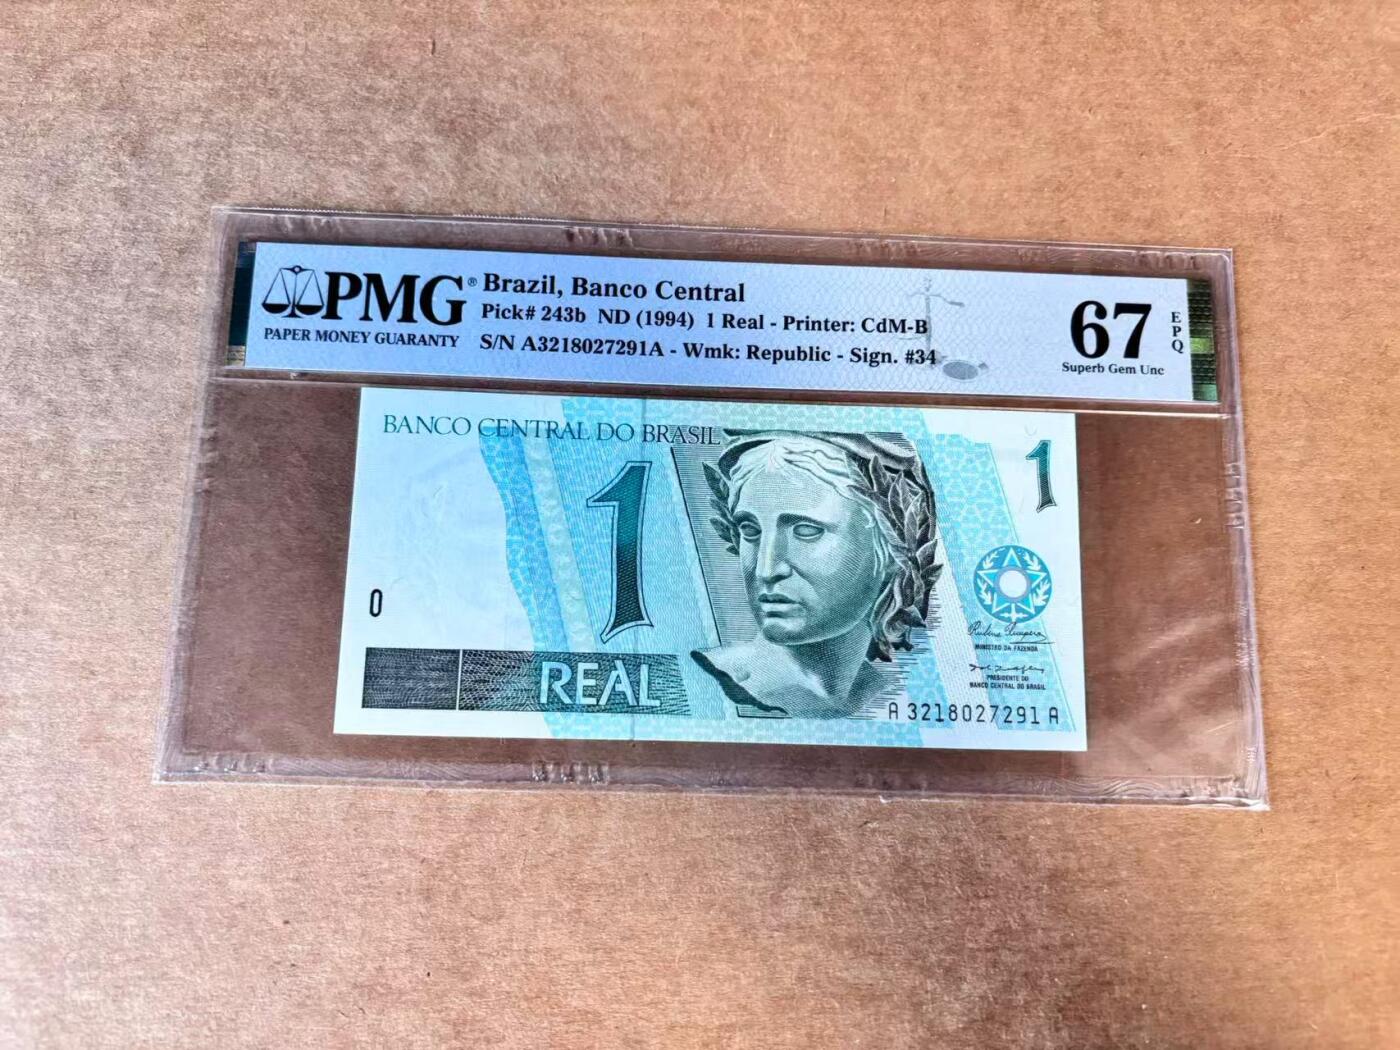 PMG®
PAPER MONEY GUARANTY
Brazil, Banco Central
Pick# 243b ND (1994) 1 Real - Printer: CdM-B
S/N A3218027291A - Wmk: Republic - Sign. #34
67
EPQ
Superb Gem Unc
BANCO CENTRAL DO BRASIL
1
1
0
REAL
MINISTRO DA FAZENDA
PRESIDENTE DO
BANCO CENTRAL DO BRASIL
A 3218027291 A